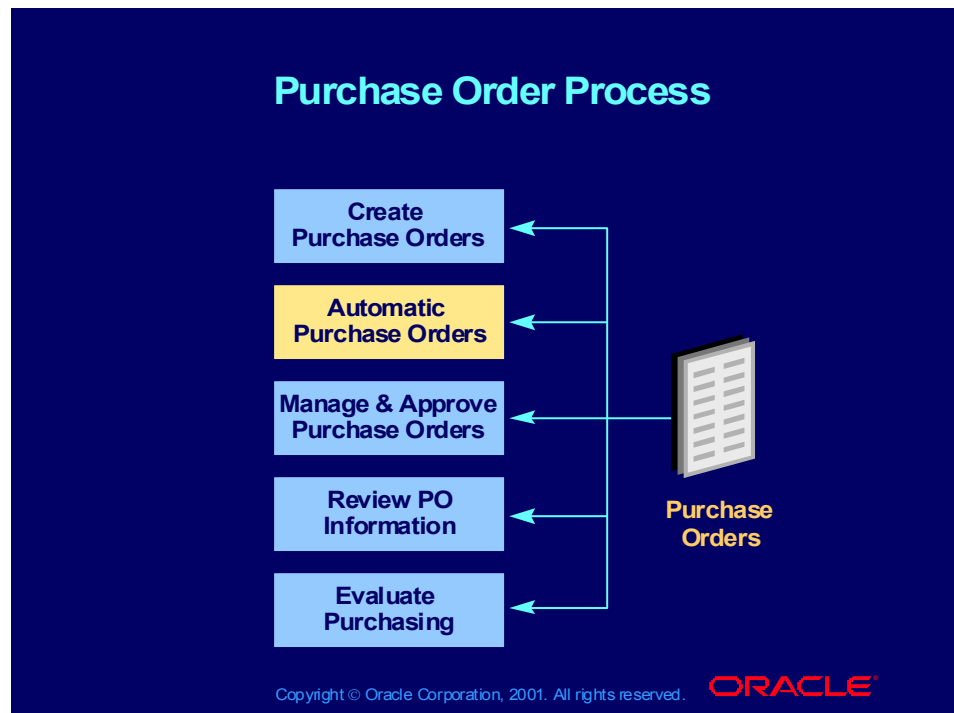 Purchase Order Process
Create
Purchase Orders
Automatic
Purchase Orders
Manage & Approve
Purchase Orders
Review PO
Information
Evaluate
Purchasing
Purchase
Orders
Copyright © Oracle Corporation, 2001. All rights reserved.
ORACLE®